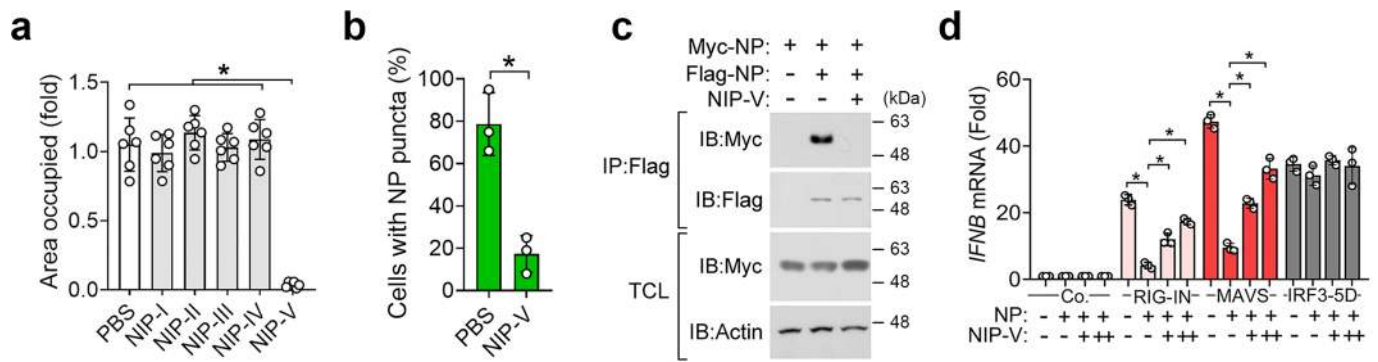 a
Area occupied (fold)
1.5
1.0
0.5
0.0
*
PBS
NIP-I
NIP-II
NIP-III
NIP-IV
NIP-V
b
Cells with NP puncta (%)
100
80
60
40
20
0
*
PBS
NIP-V
c
Myc-NP: + + +
Flag-NP: - + +
NIP-V: - - + (kDa)
IP:Flag
IB:Myc
63
48
IB:Flag
63
48
TCL
IB:Myc
63
48
IB:Actin
48
d
IFNB mRNA (Fold)
60
40
20
0
* * *
* * *
Co. RIG-IN MAVS IRF3-5D
NP: - + + + - + + + - + + + - + + +
NIP-V: - - + ++ - - + ++ - - + ++ - - + ++